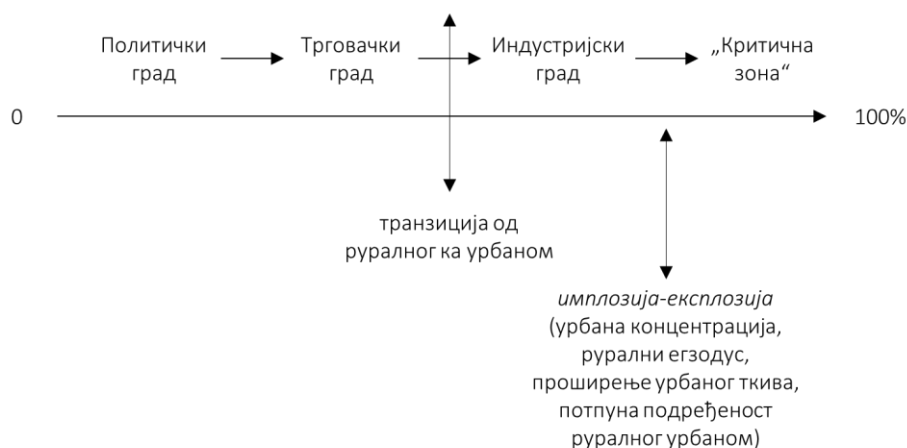 Политички
град
Трговачки
град
Индустријски
град
„Критична
зона“
0
100%
транзиција од
руралног ка урбаном
имплозија-експлозија
(урбана концентрација,
рурални егзодус,
проширење урбаног ткива,
потпуна подређеност
руралног урбаном)